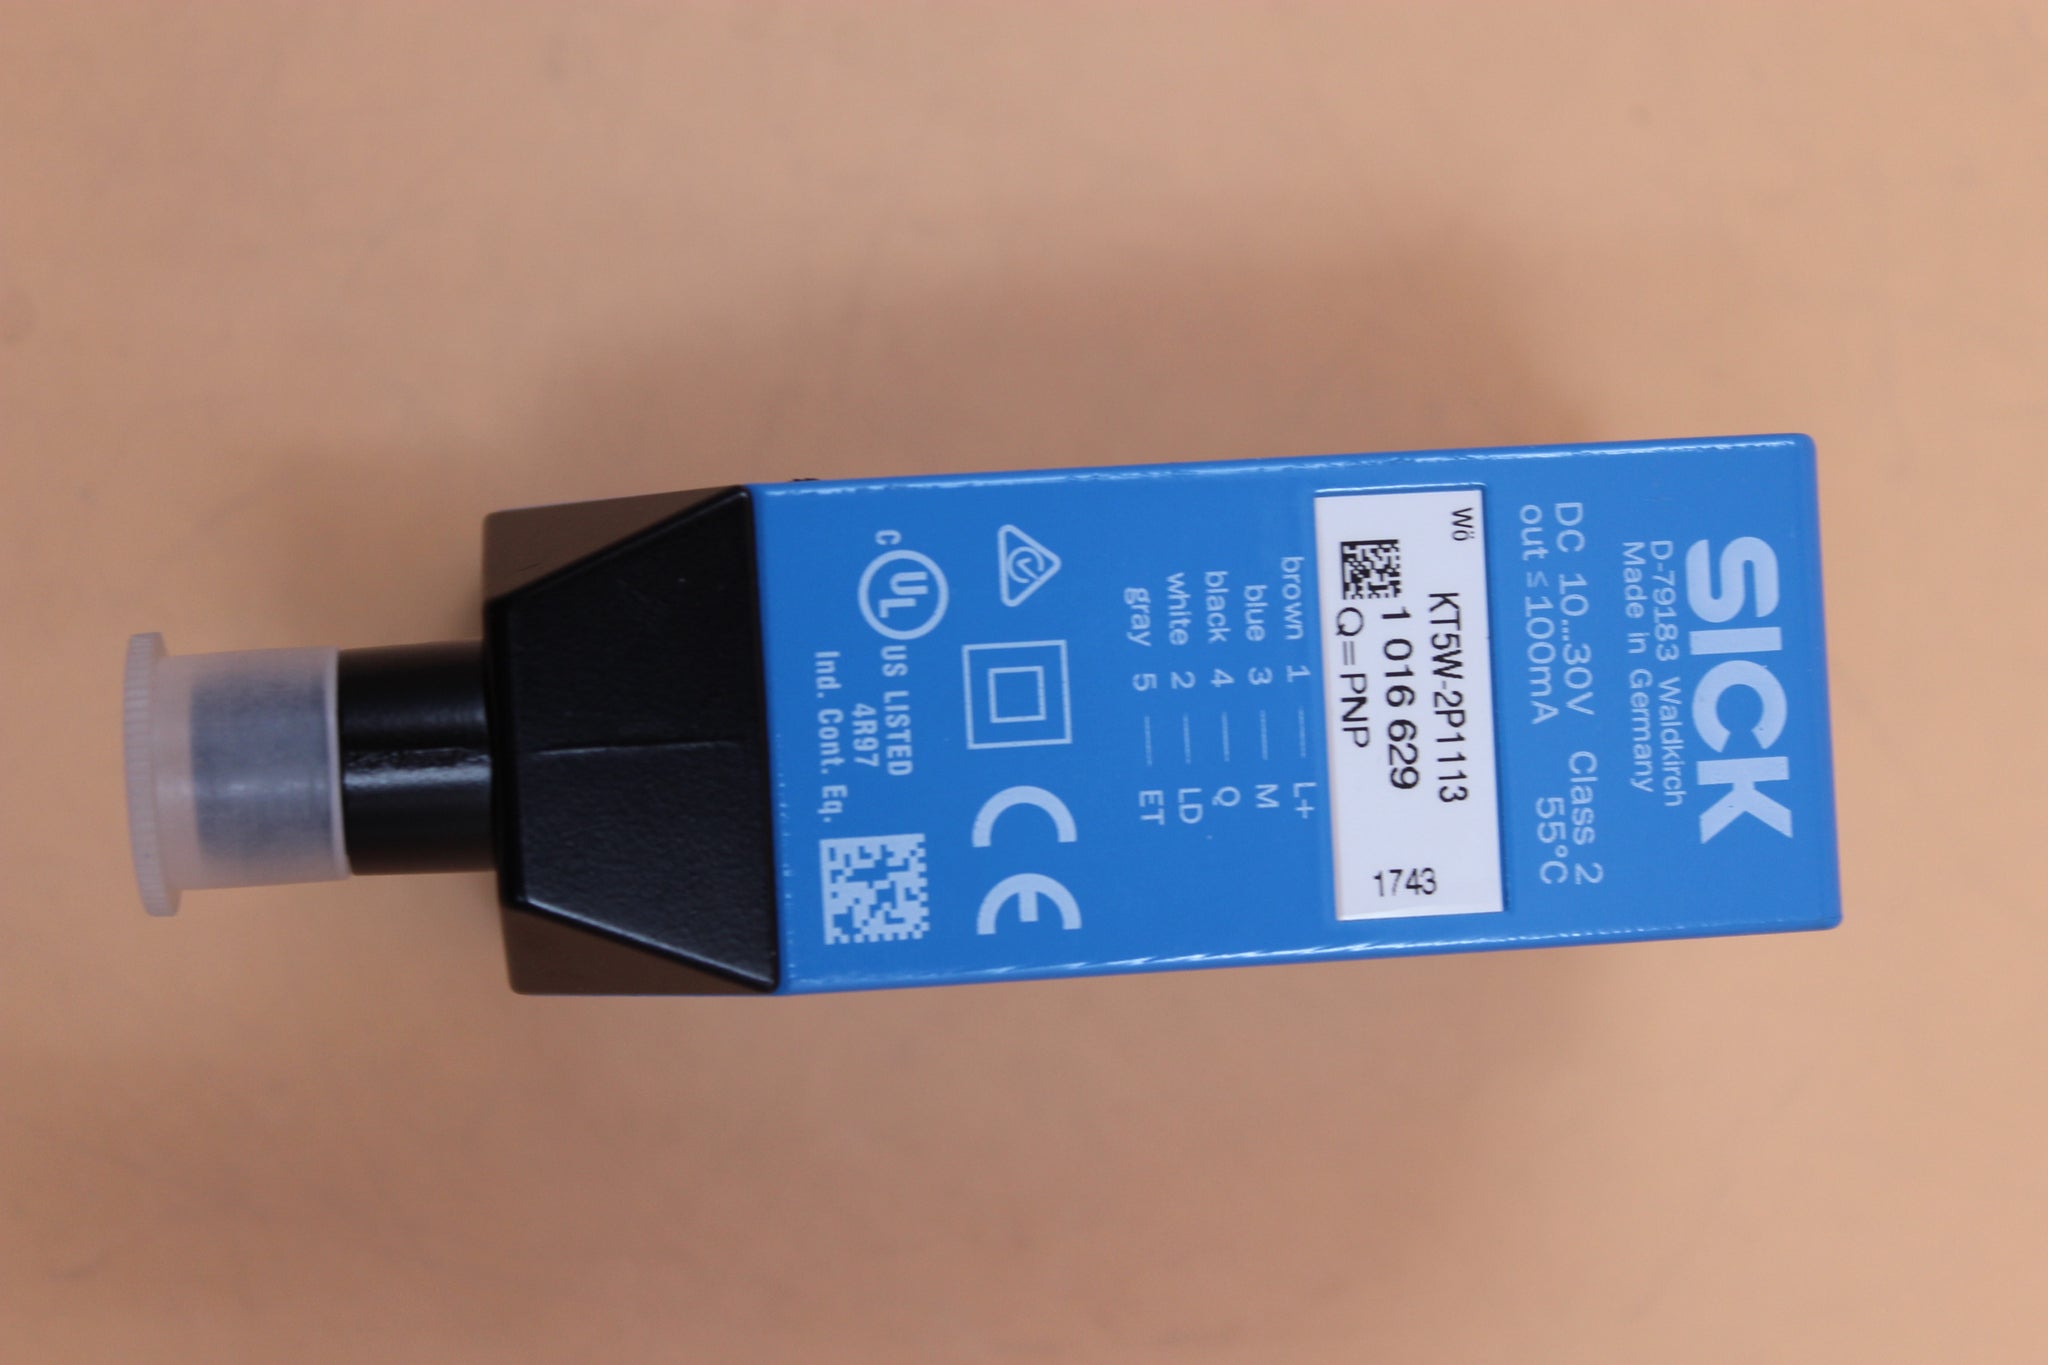 SICK
D-79183 Waldkirch
Made in Germany
DC 10...30V Class 2
out ≤ 100mA 55°C
Wö
KT5W-2P1113
1 016 629
Q=PNP
1743
brown 1 — L+
blue 3 — M
black 4 — Q
white 2 — LD
gray 5 — ET
CE
C UL US LISTED
4R97
Ind. Cont. Eq.